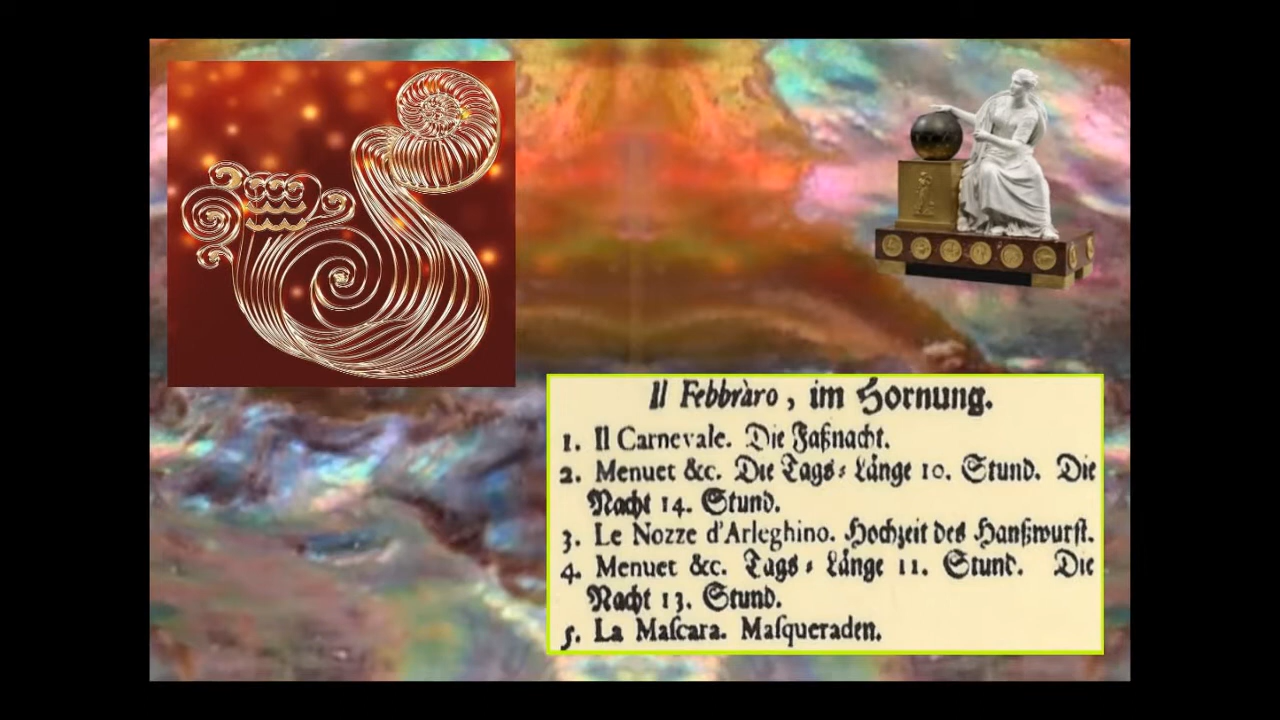 Il Febbràro, im Hornung.
1. Il Carnevale. Die Faßnacht.
2. Menuet &c. Die Tags⸗Länge 10. Stund. Die
Nacht 14. Stund.
3. Le Nozze d'Arleghino. Hochzeit des Hanßwurst.
4. Menuet &c. Tags⸗Länge 11. Stund. Die
Nacht 13. Stund.
5. La Maſcara. Maſqueraden.